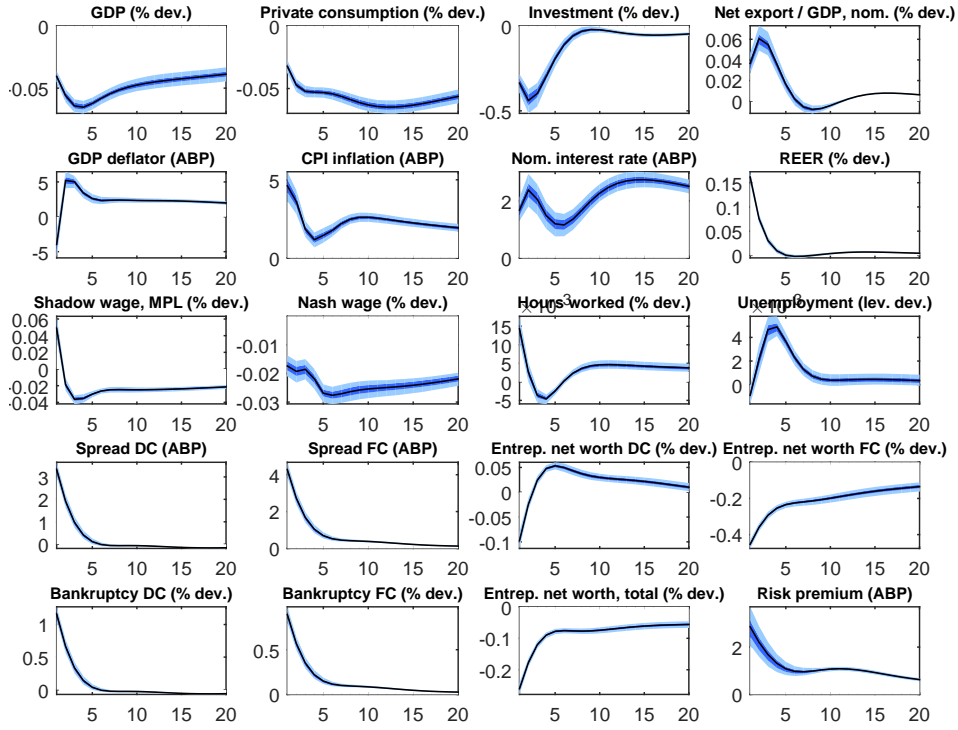 GDP (% dev.) Private consumption (% dev.) Investment (% dev.) Net export / GDP, nom. (% dev.)
0 0 0 0.06
0.04
-0.05 -0.05 0.02
0
-0.5
5 10 15 20 5 10 15 20 5 10 15 20 5 10 15 20
GDP deflator (ABP) CPI inflation (ABP) Nom. interest rate (ABP) REER (% dev.)
5 5 2 0.15
0 0.1
0.05
-5 0 0 0
5 10 15 20 5 10 15 20 5 10 15 20 5 10 15 20
Shadow wage, MPL (% dev.) Nash wage (% dev.) Hours worked (% dev.) Unemployment (lev. dev.)
0.06 15 4
0.04 -0.01 10
0.02 5 2
0 -0.02 0 0
-0.02
-0.04 -0.03 -5
5 10 15 20 5 10 15 20 5 10 15 20 5 10 15 20
Spread DC (ABP) Spread FC (ABP) Entrep. net worth DC (% dev.) Entrep. net worth FC (% dev.)
3 4 0.05 0
2 0 -0.2
1 2 -0.05
0 0 -0.1 -0.4
5 10 15 20 5 10 15 20 5 10 15 20 5 10 15 20
Bankruptcy DC (% dev.) Bankruptcy FC (% dev.) Entrep. net worth, total (% dev.) Risk premium (ABP)
1 0
0.5 0.5 -0.1 2
-0.2
0 0 0
5 10 15 20 5 10 15 20 5 10 15 20 5 10 15 20